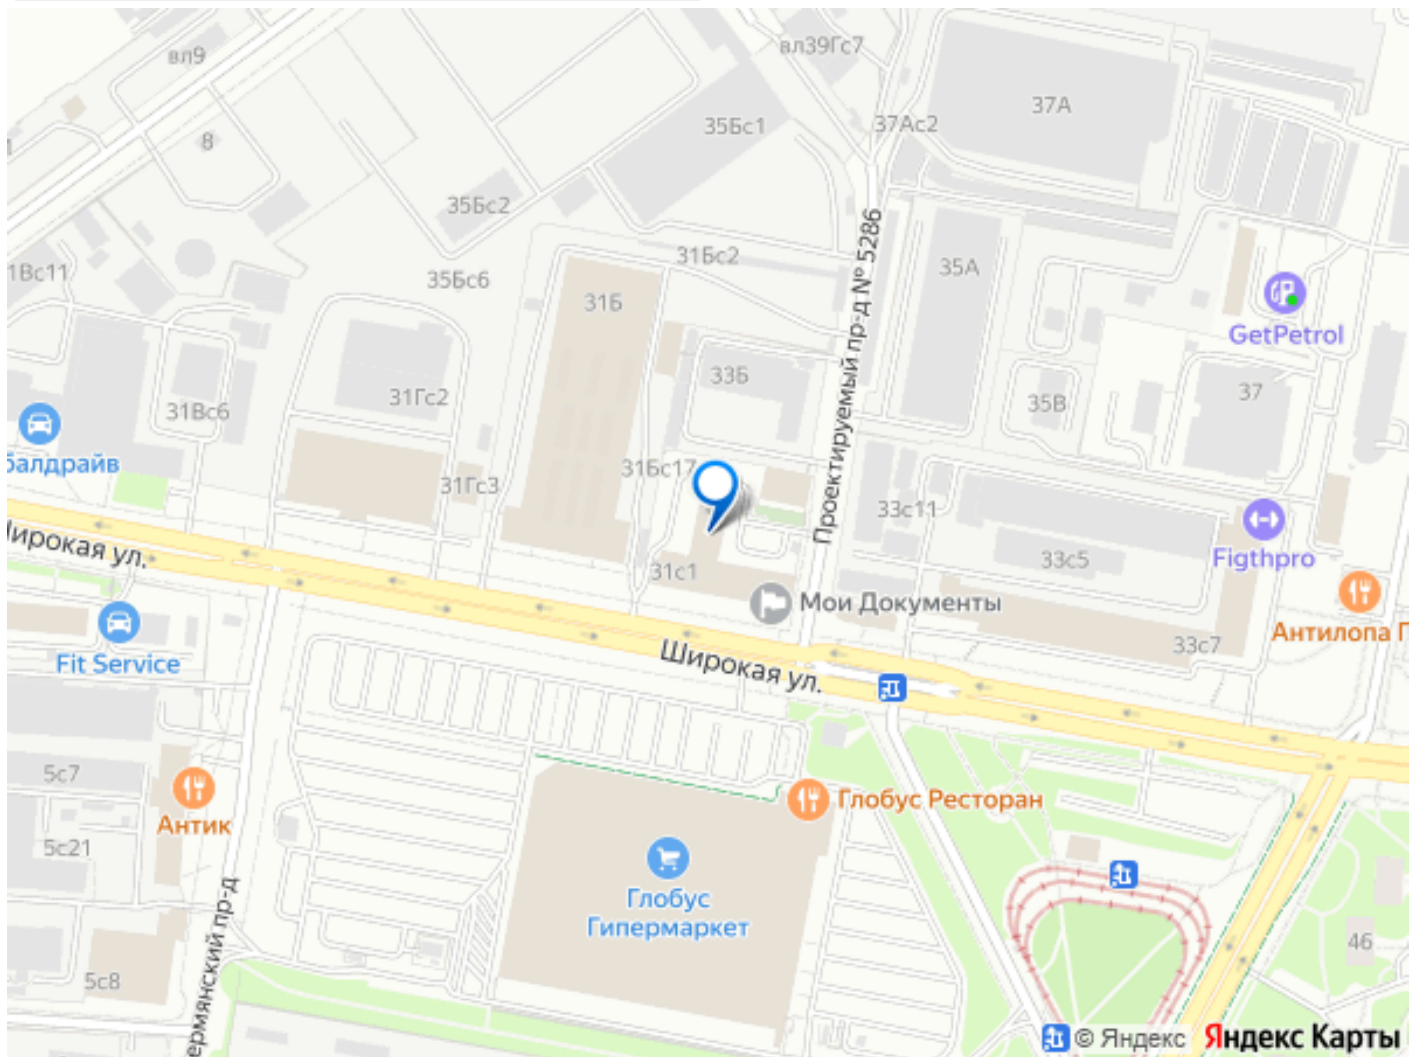 вл9
вл39Гс7
37А
35Бс1
37Ас2
8
35Бс2
Проектируемый пр-д № 5286
31Бс2
35А
1Вс11
35Бс6
31Б
GetPetrol
33Б
31Гс2
37
35В
31Вс6
балдрайв
31Бс17
31Гс3
33с11
Широкая ул.
33с5
Figthpro
31с1
Мои Документы
Антилопа Г
33с7
Fit Service
Широкая ул.
5с7
Глобус Ресторан
Антик
5с21
Глобус
Гипермаркет
ермянский пр-д
46
5с8
© Яндекс Яндекс Карты